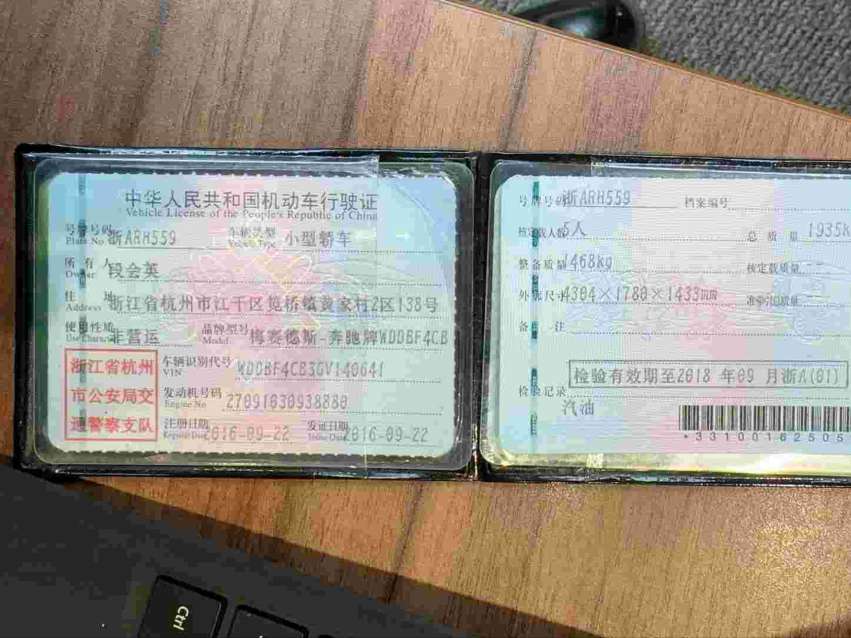 中华人民共和国机动车行驶证
Vehicle License of the People's Republic of China
号牌号码 浙ARH559 车辆类型 小型轿车
Plate No. Vehicle Type
所有人 段会英
Owner
住址 浙江省杭州市江干区笕桥镇黄家村2区138号
Address
使用性质 非营运 品牌型号 梅赛德斯-奔驰牌WDDBF4CB
Use Character Model
浙江省杭州
市公安局交
通警察支队
车辆识别代号 WDDBF4CB3GV140641
VIN
发动机号码 27091030938880
Engine No
注册日期 2016-09-22 发证日期 2016-09-22
Register Date Issue Date
号牌号码 浙ARH559 档案编号
核定载人数 5人 总质量 1935k
整备质量 1468kg 核定载质量 --
外廓尺寸 4304×1780×1433mm 准牵引总质量 --
备注
检验有效期至2018 年09 月浙A(01)
检验记录
汽油
*33100162505
Ctrl